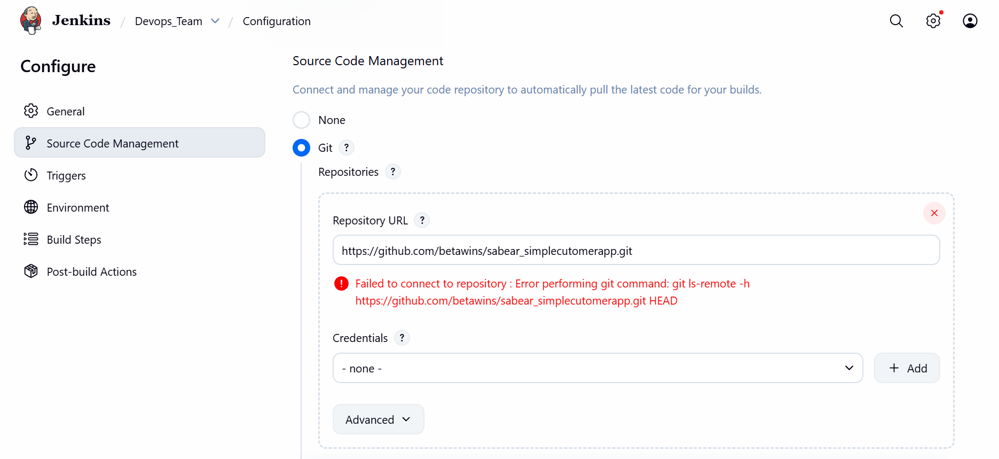 Jenkins / Devops_Team / Configuration
Configure
General
Source Code Management
Triggers
Environment
Build Steps
Post-build Actions
Source Code Management
Connect and manage your code repository to automatically pull the latest code for your builds.
None
Git ?
Repositories ?
Repository URL ?
https://github.com/betawins/sabear_simplecutomerapp.git
Failed to connect to repository : Error performing git command: git ls-remote -h
https://github.com/betawins/sabear_simplecutomerapp.git HEAD
Credentials ?
- none -
+ Add
Advanced